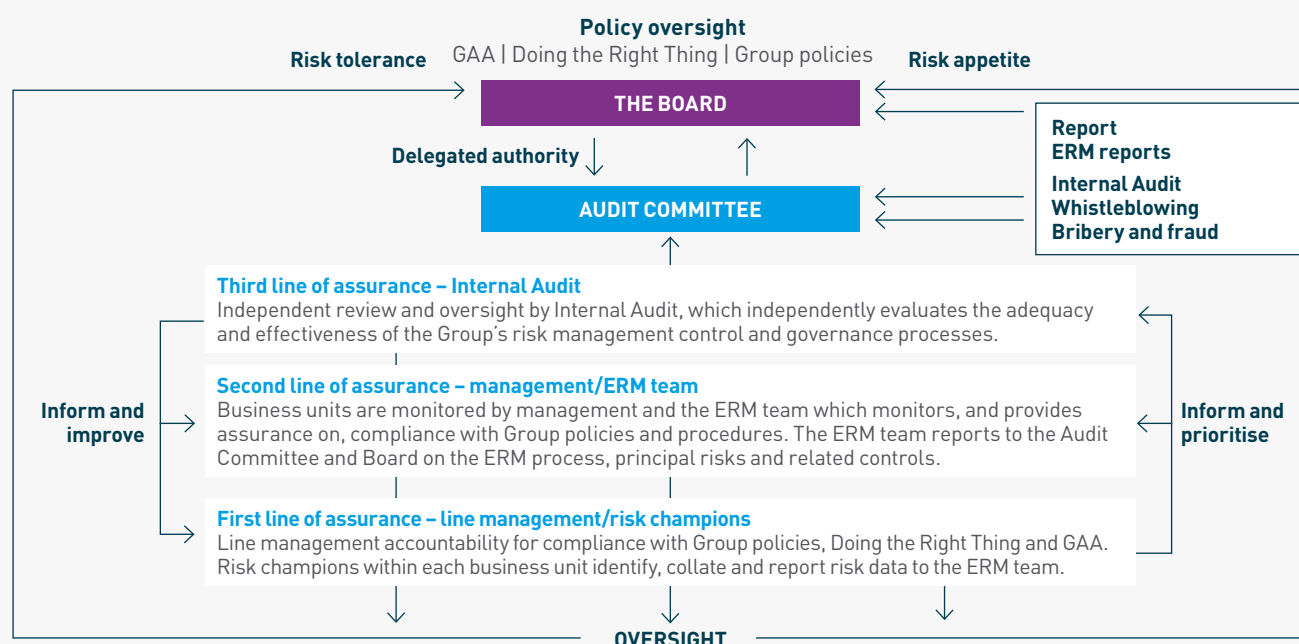 Policy oversight
GAA | Doing the Right Thing | Group policies
Risk tolerance
Risk appetite
THE BOARD
Report
ERM reports
Internal Audit
Whistleblowing
Bribery and fraud
Delegated authority
AUDIT COMMITTEE
Third line of assurance – Internal Audit
Independent review and oversight by Internal Audit, which independently evaluates the adequacy
and effectiveness of the Group’s risk management control and governance processes.
Second line of assurance – management/ERM team
Business units are monitored by management and the ERM team which monitors, and provides
assurance on, compliance with Group policies and procedures. The ERM team reports to the Audit
Committee and Board on the ERM process, principal risks and related controls.
Inform and
improve
Inform and
prioritise
First line of assurance – line management/risk champions
Line management accountability for compliance with Group policies, Doing the Right Thing and GAA.
Risk champions within each business unit identify, collate and report risk data to the ERM team.
OVERSIGHT